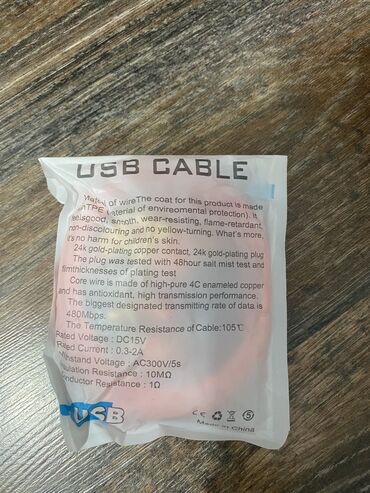 USB CABLE
Material of wireThe coat for this product is made
TPE (aterial of enviromental protection). It
feelsgood, smooth, wear-resisting, flame-retardant,
non-discolouring and no yellow-turning. What's more,
it's no harm for children's skin.
24k gold-plating copper contact, 24k gold-plating plug
The plug was tested with 48hour salt mist test and
filmthicknesses of plating test
Core wire is made of high-pure 4C enameled copper
and has antioxidant, high transmission performance.
The biggest designated transmitting rate of data is
480Mbps.
The Temperature Resistance of Cable:105℃
Rated Voltage : DC15V
Rated Current : 0.3-2A
Withstand Voltage : AC300V/5s
Insulation Resistance : 10MΩ
Conductor Resistance : 1Ω
USB
CE
5
Made in China